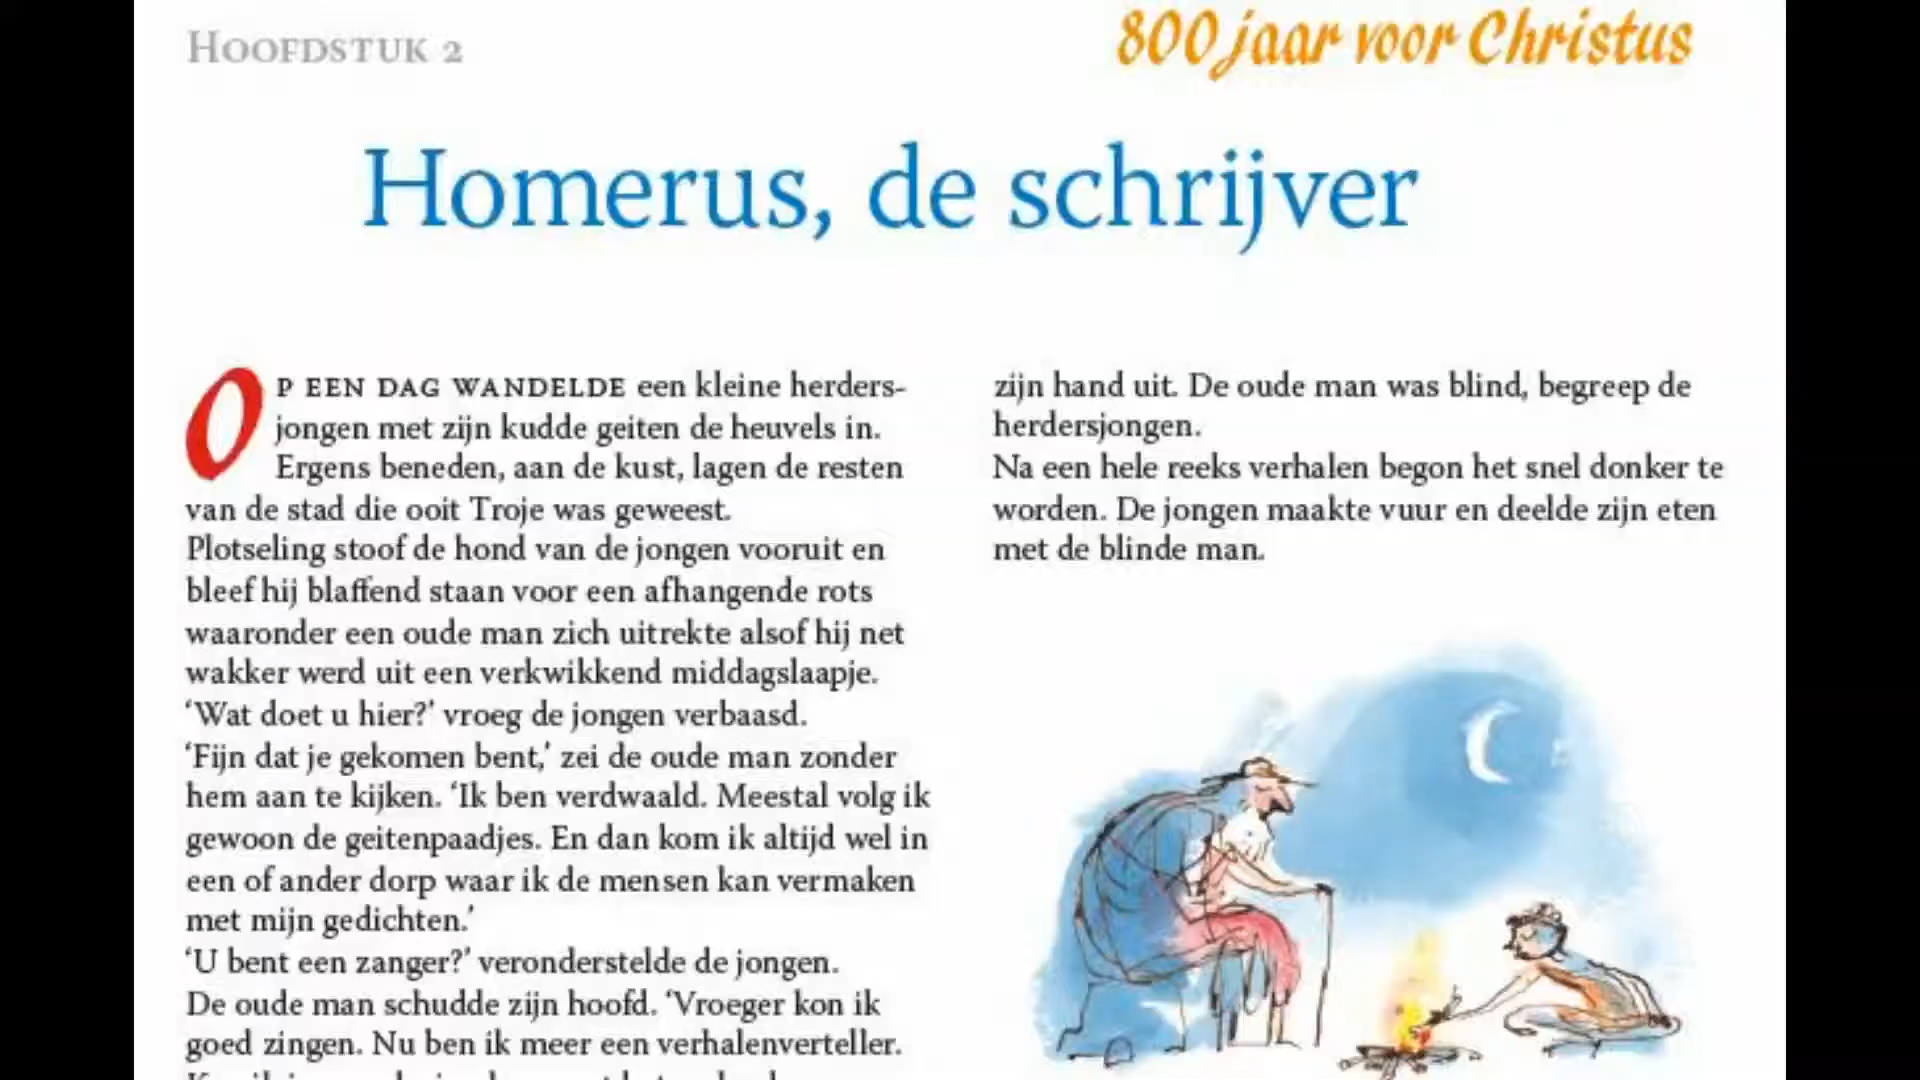 HOOFDSTUK 2
800 jaar voor Christus
Homerus, de schrijver
OP EEN DAG WANDELDE een kleine herders-
jongen met zijn kudde geiten de heuvels in.
Ergens beneden, aan de kust, lagen de resten
van de stad die ooit Troje was geweest.
Plotseling stoof de hond van de jongen vooruit en
bleef hij blaffend staan voor een afhangende rots
waaronder een oude man zich uitrekte alsof hij net
wakker werd uit een verkwikkend middagslaapje.
‘Wat doet u hier?’ vroeg de jongen verbaasd.
‘Fijn dat je gekomen bent,’ zei de oude man zonder
hem aan te kijken. ‘Ik ben verdwaald. Meestal volg ik
gewoon de geitenpaadjes. En dan kom ik altijd wel in
een of ander dorp waar ik de mensen kan vermaken
met mijn gedichten.’
‘U bent een zanger?’ veronderstelde de jongen.
De oude man schudde zijn hoofd. ‘Vroeger kon ik
goed zingen. Nu ben ik meer een verhalenverteller.
zijn hand uit. De oude man was blind, begreep de
herdersjongen.
Na een hele reeks verhalen begon het snel donker te
worden. De jongen maakte vuur en deelde zijn eten
met de blinde man.